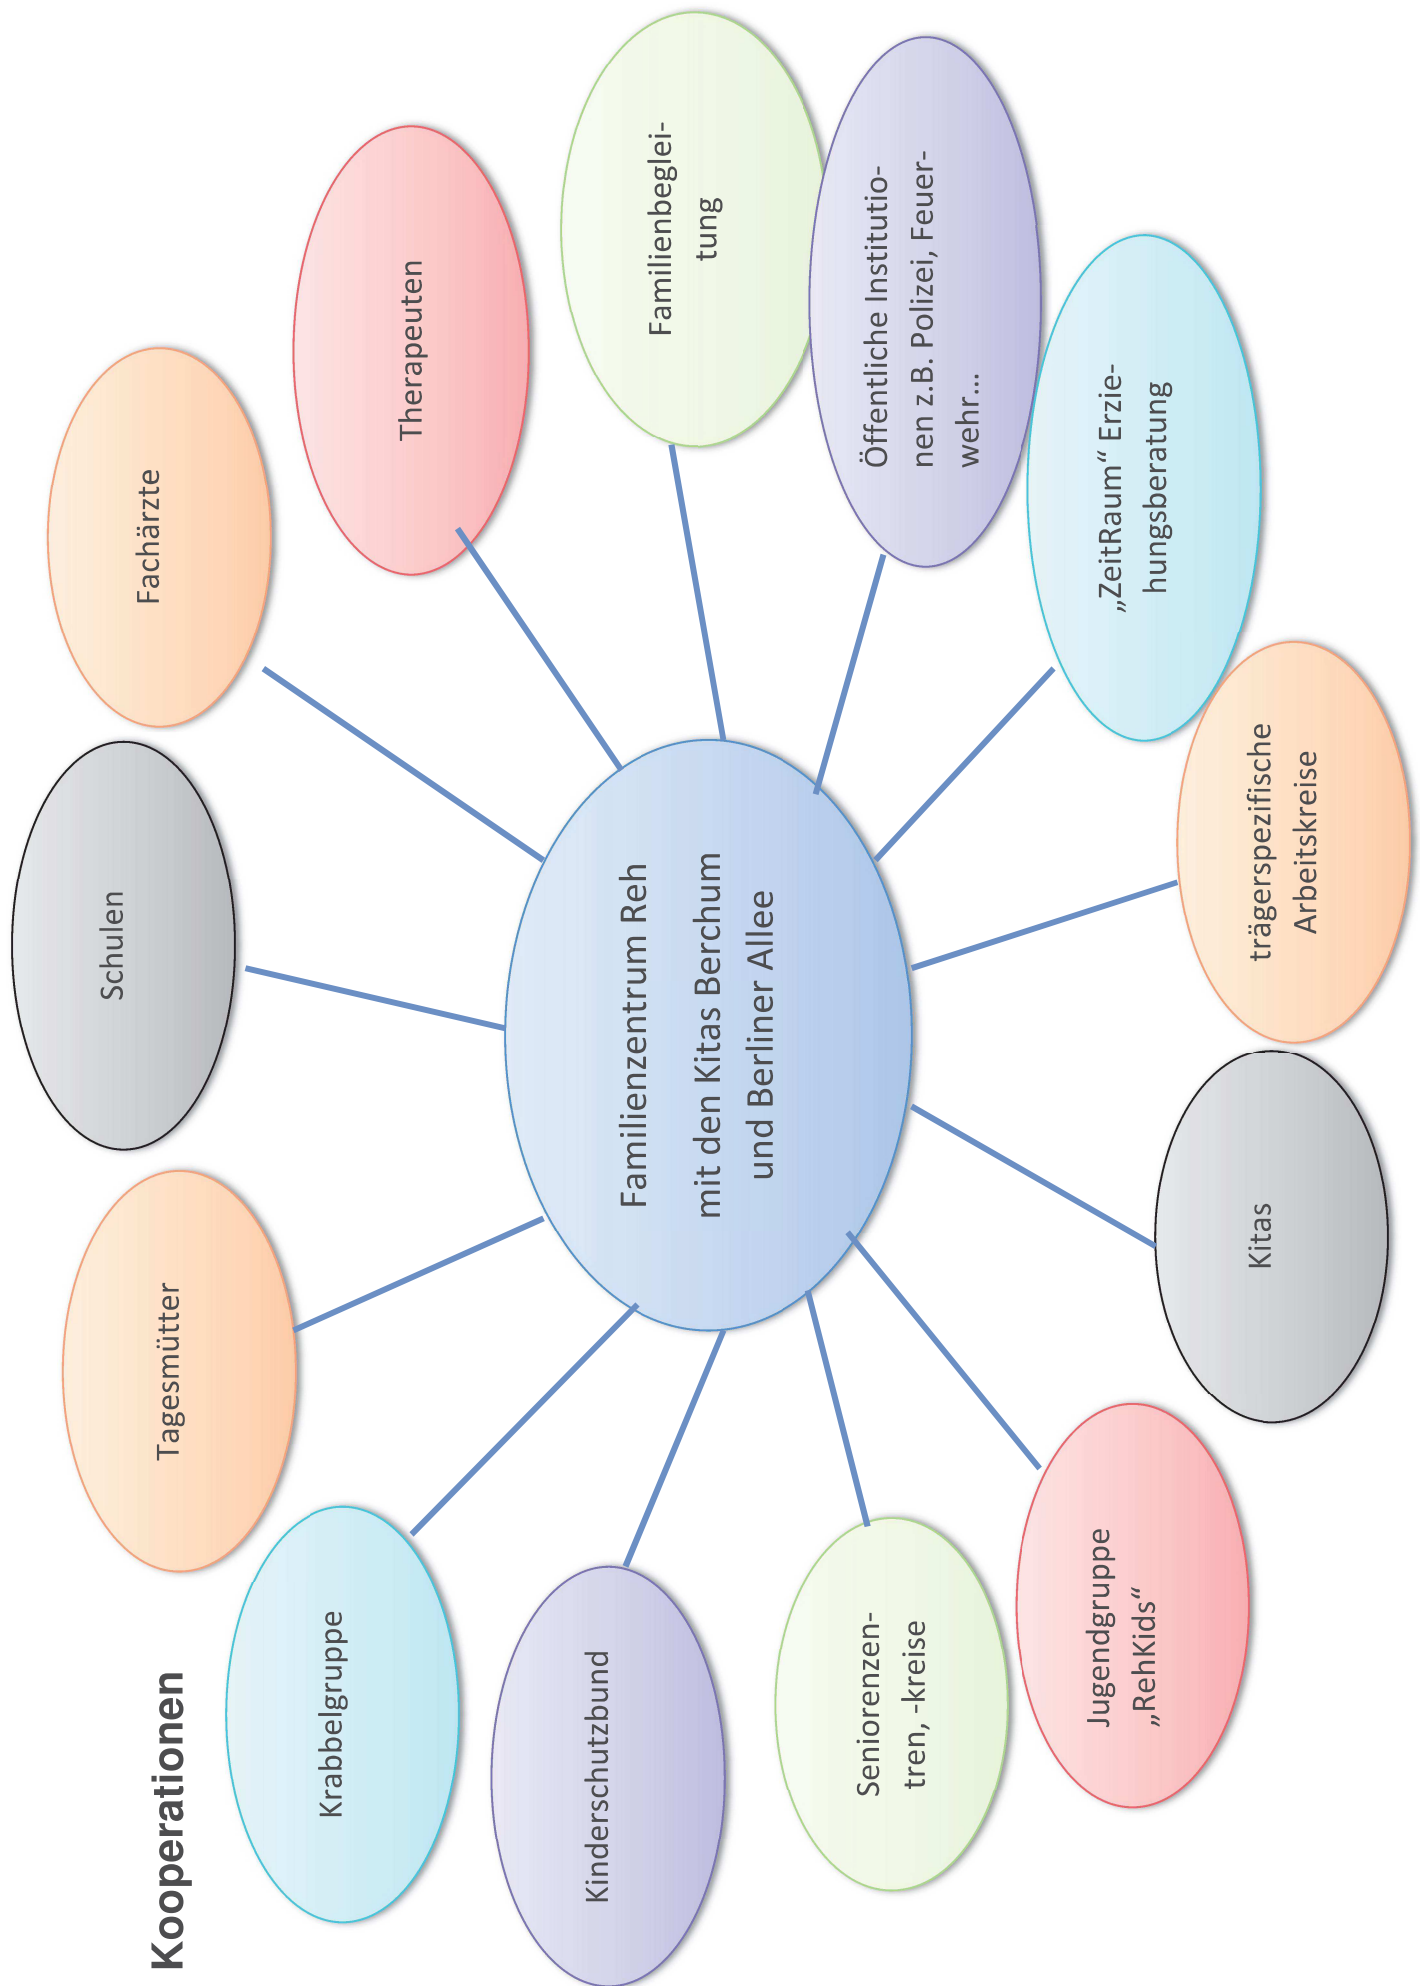 Kooperationen
Schulen
Fachärzte
Therapeuten
Familienbeglei-
tung
Öffentliche Institutio-
nen z.B. Polizei, Feuer-
wehr...
„ZeitRaum“ Erzie-
hungsberatung
trägerspezifische
Arbeitskreise
Kitas
Jugendgruppe
„RehKids“
Seniorenzen-
tren, -kreise
Kinderschutzbund
Krabbelgruppe
Tagesmütter
Familienzentrum Reh
mit den Kitas Berchum
und Berliner Allee